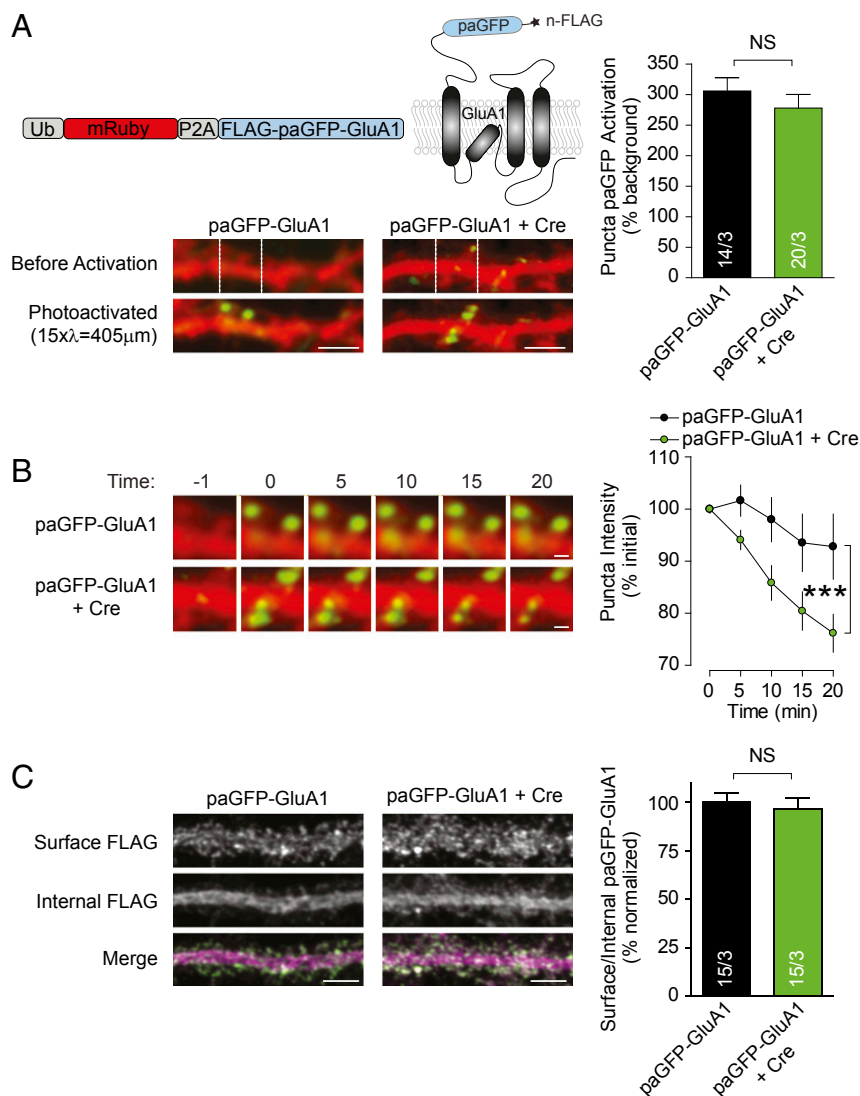 A
paGFP
n-FLAG
GluA1
Ub
mRuby
P2A
FLAG-paGFP-GluA1
paGFP-GluA1
paGFP-GluA1 + Cre
Before Activation
Photoactivated
(15xλ=405μm)
NS
Puncta paGFP Activation
(% background)
400
350
300
250
200
150
100
50
0
14/3
20/3
paGFP-GluA1
paGFP-GluA1
+ Cre
B
Time:
-1
0
5
10
15
20
paGFP-GluA1
paGFP-GluA1
+ Cre
paGFP-GluA1
paGFP-GluA1 + Cre
Puncta Intensity
(% initial)
110
100
90
80
70
***
0
5
10
15
20
Time (min)
C
paGFP-GluA1
paGFP-GluA1 + Cre
Surface FLAG
Internal FLAG
Merge
NS
Surface/Internal paGFP-GluA1
(% normalized)
100
75
50
25
0
15/3
15/3
paGFP-GluA1
paGFP-GluA1
+ Cre